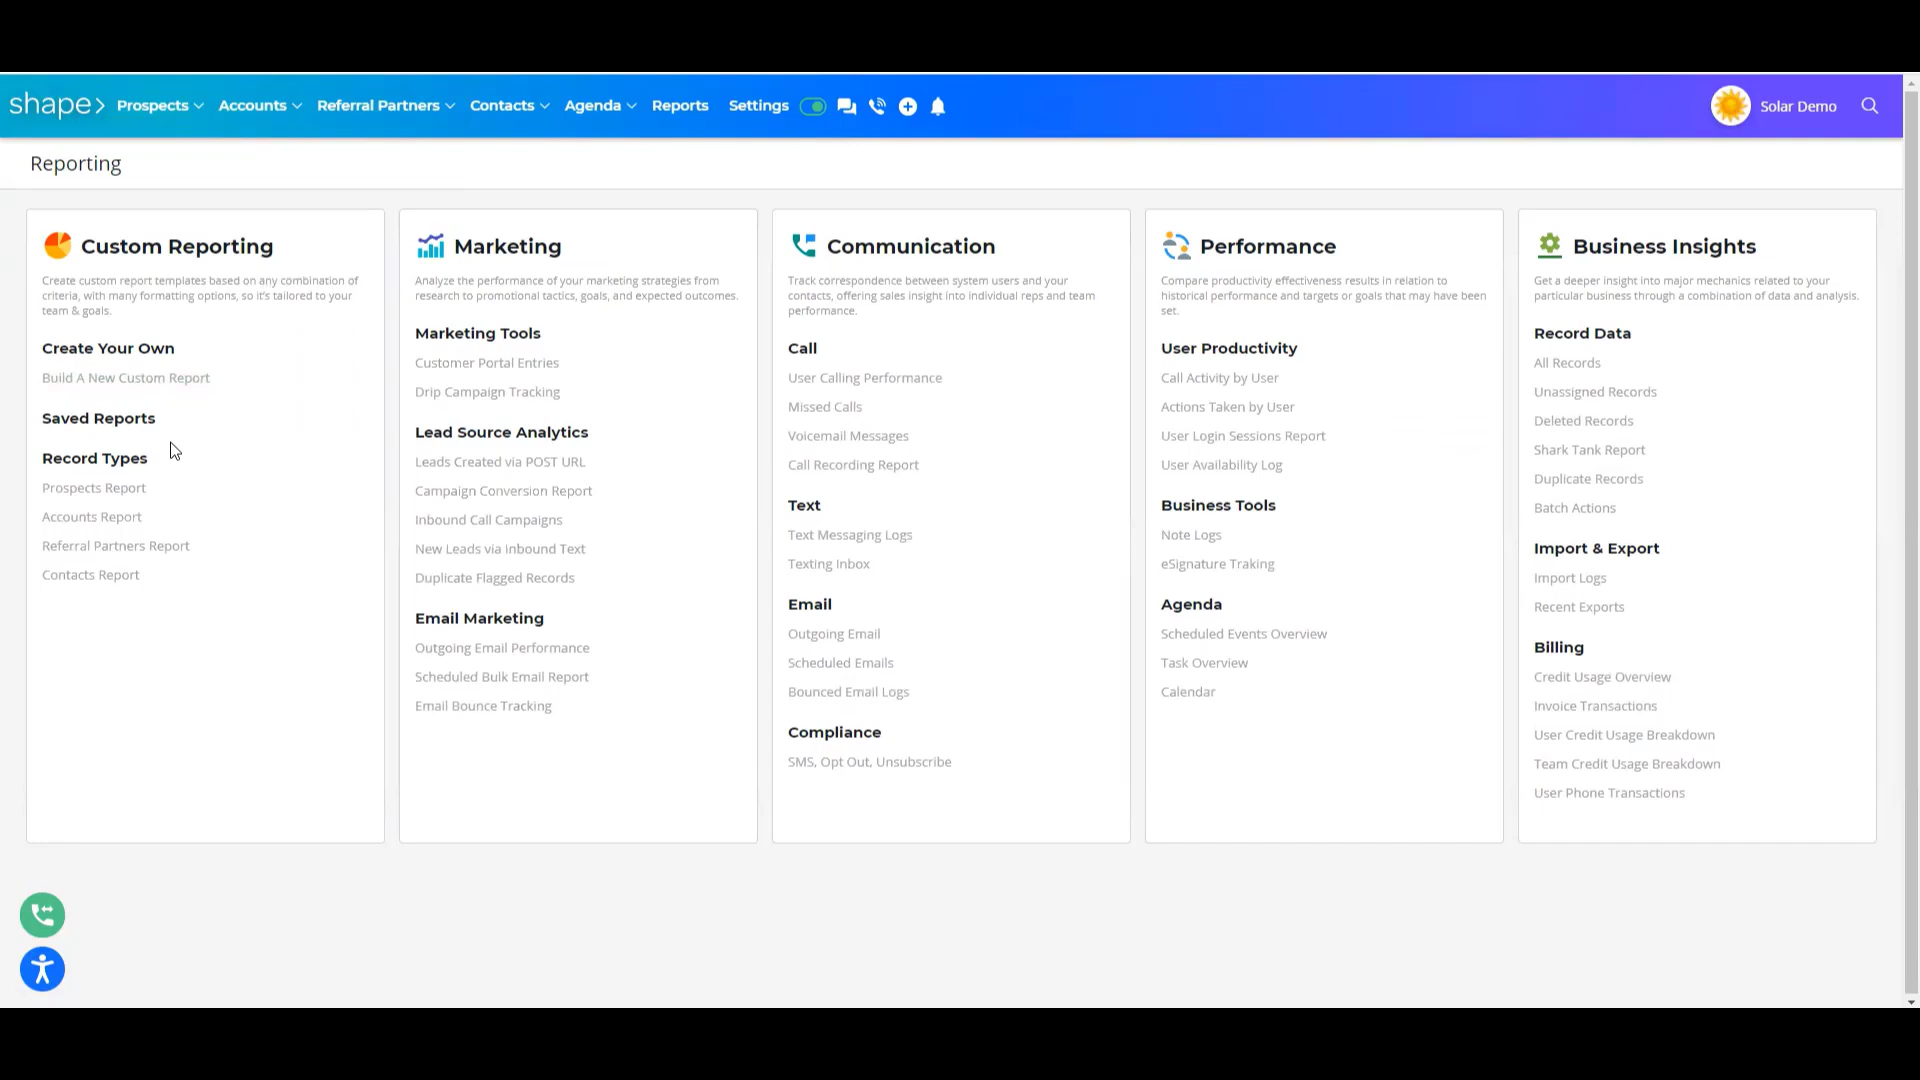 shape> Prospects Accounts Referral Partners Contacts Agenda Reports Settings Solar Demo
Reporting
Custom Reporting
Create custom report templates based on any combination of
criteria, with many formatting options, so it's tailored to your
team & goals.
Create Your Own
Build A New Custom Report
Saved Reports
Record Types
Prospects Report
Accounts Report
Referral Partners Report
Contacts Report
Marketing
Analyze the performance of your marketing strategies from
research to promotional tactics, goals, and expected outcomes.
Marketing Tools
Customer Portal Entries
Drip Campaign Tracking
Lead Source Analytics
Leads Created via POST URL
Campaign Conversion Report
Inbound Call Campaigns
New Leads via Inbound Text
Duplicate Flagged Records
Email Marketing
Outgoing Email Performance
Scheduled Bulk Email Report
Email Bounce Tracking
Communication
Track correspondence between system users and your
contacts, offering sales insight into individual reps and team
performance.
Call
User Calling Performance
Missed Calls
Voicemail Messages
Call Recording Report
Text
Text Messaging Logs
Texting Inbox
Email
Outgoing Email
Scheduled Emails
Bounced Email Logs
Compliance
SMS, Opt Out, Unsubscribe
Performance
Compare productivity effectiveness results in relation to
historical performance and targets or goals that may have been
set.
User Productivity
Call Activity by User
Actions Taken by User
User Login Sessions Report
User Availability Log
Business Tools
Note Logs
eSignature Traking
Agenda
Scheduled Events Overview
Task Overview
Calendar
Business Insights
Get a deeper insight into major mechanics related to your
particular business through a combination of data and analysis.
Record Data
All Records
Unassigned Records
Deleted Records
Shark Tank Report
Duplicate Records
Batch Actions
Import & Export
Import Logs
Recent Exports
Billing
Credit Usage Overview
Invoice Transactions
User Credit Usage Breakdown
Team Credit Usage Breakdown
User Phone Transactions